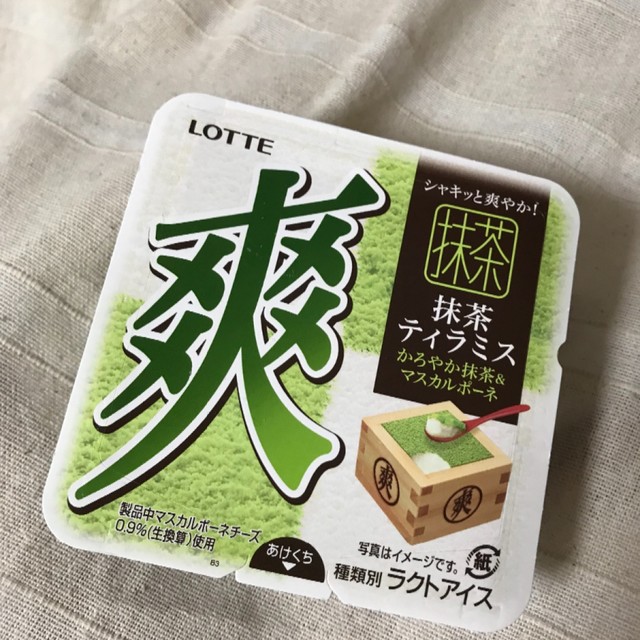 LOTTE
爽
シャキッと爽やか!
抹茶
抹茶
ティラミス
かろやか抹茶&
マスカルポーネ
爽
爽
製品中マスカルポーネチーズ
0.9%(生換算)使用
B3
あけくち
写真はイメージです。
紙
種類別 ラクトアイス